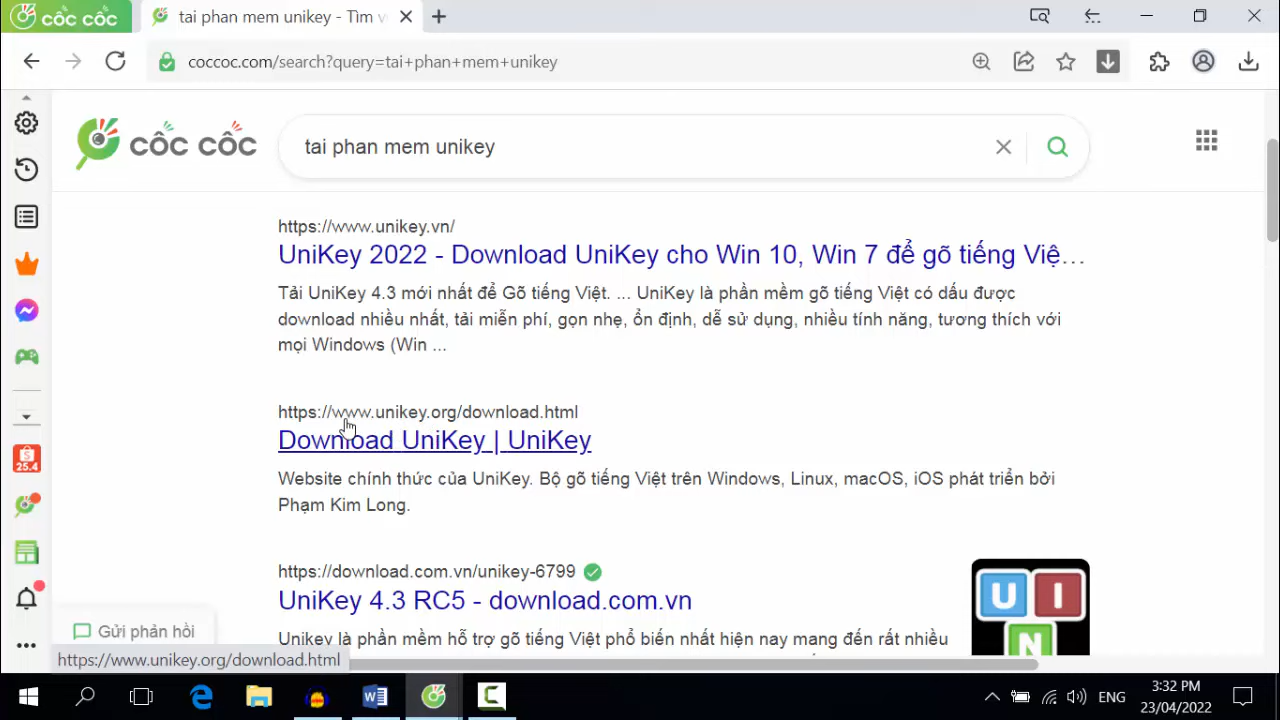 cốc cốc
tai phan mem unikey - Tìm v
coccoc.com/search?query=tai+phan+mem+unikey
cốc cốc
tai phan mem unikey
https://www.unikey.vn/
UniKey 2022 - Download UniKey cho Win 10, Win 7 để gõ tiếng Việ...
Tải UniKey 4.3 mới nhất để Gõ tiếng Việt. ... UniKey là phần mềm gõ tiếng Việt có dấu được
download nhiều nhất, tải miễn phí, gọn nhẹ, ổn định, dễ sử dụng, nhiều tính năng, tương thích với
mọi Windows (Win ...
https://www.unikey.org/download.html
Download UniKey | UniKey
Website chính thức của UniKey. Bộ gõ tiếng Việt trên Windows, Linux, macOS, iOS phát triển bởi
Phạm Kim Long.
https://download.com.vn/unikey-6799
UniKey 4.3 RC5 - download.com.vn
Unikey là phần mềm hỗ trợ gõ tiếng Việt phổ biến nhất hiện nay mang đến rất nhiều
U I
N
25.4
Gửi phản hồi
https://www.unikey.org/download.html
ENG
3:32 PM
23/04/2022